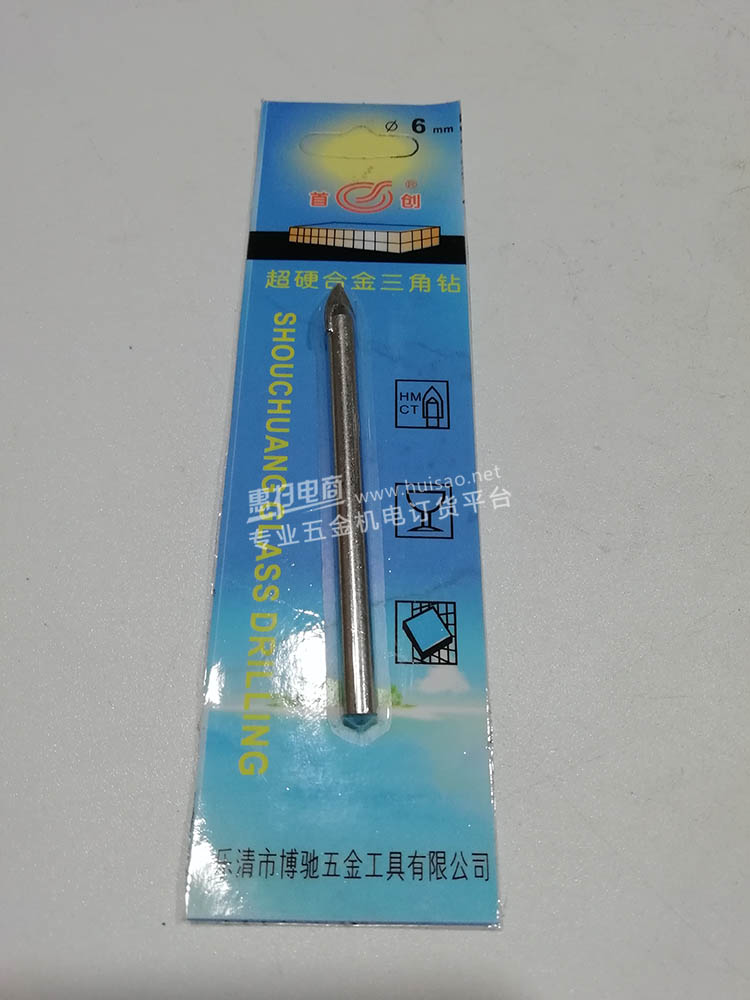 ø 6 mm
首 ® 创
超硬合金三角钻
SHOUCHUANG GLASS DRILLING
HM
CT
惠扫电商 www.huisao.net
专业五金机电订货平台
乐清市博驰五金工具有限公司